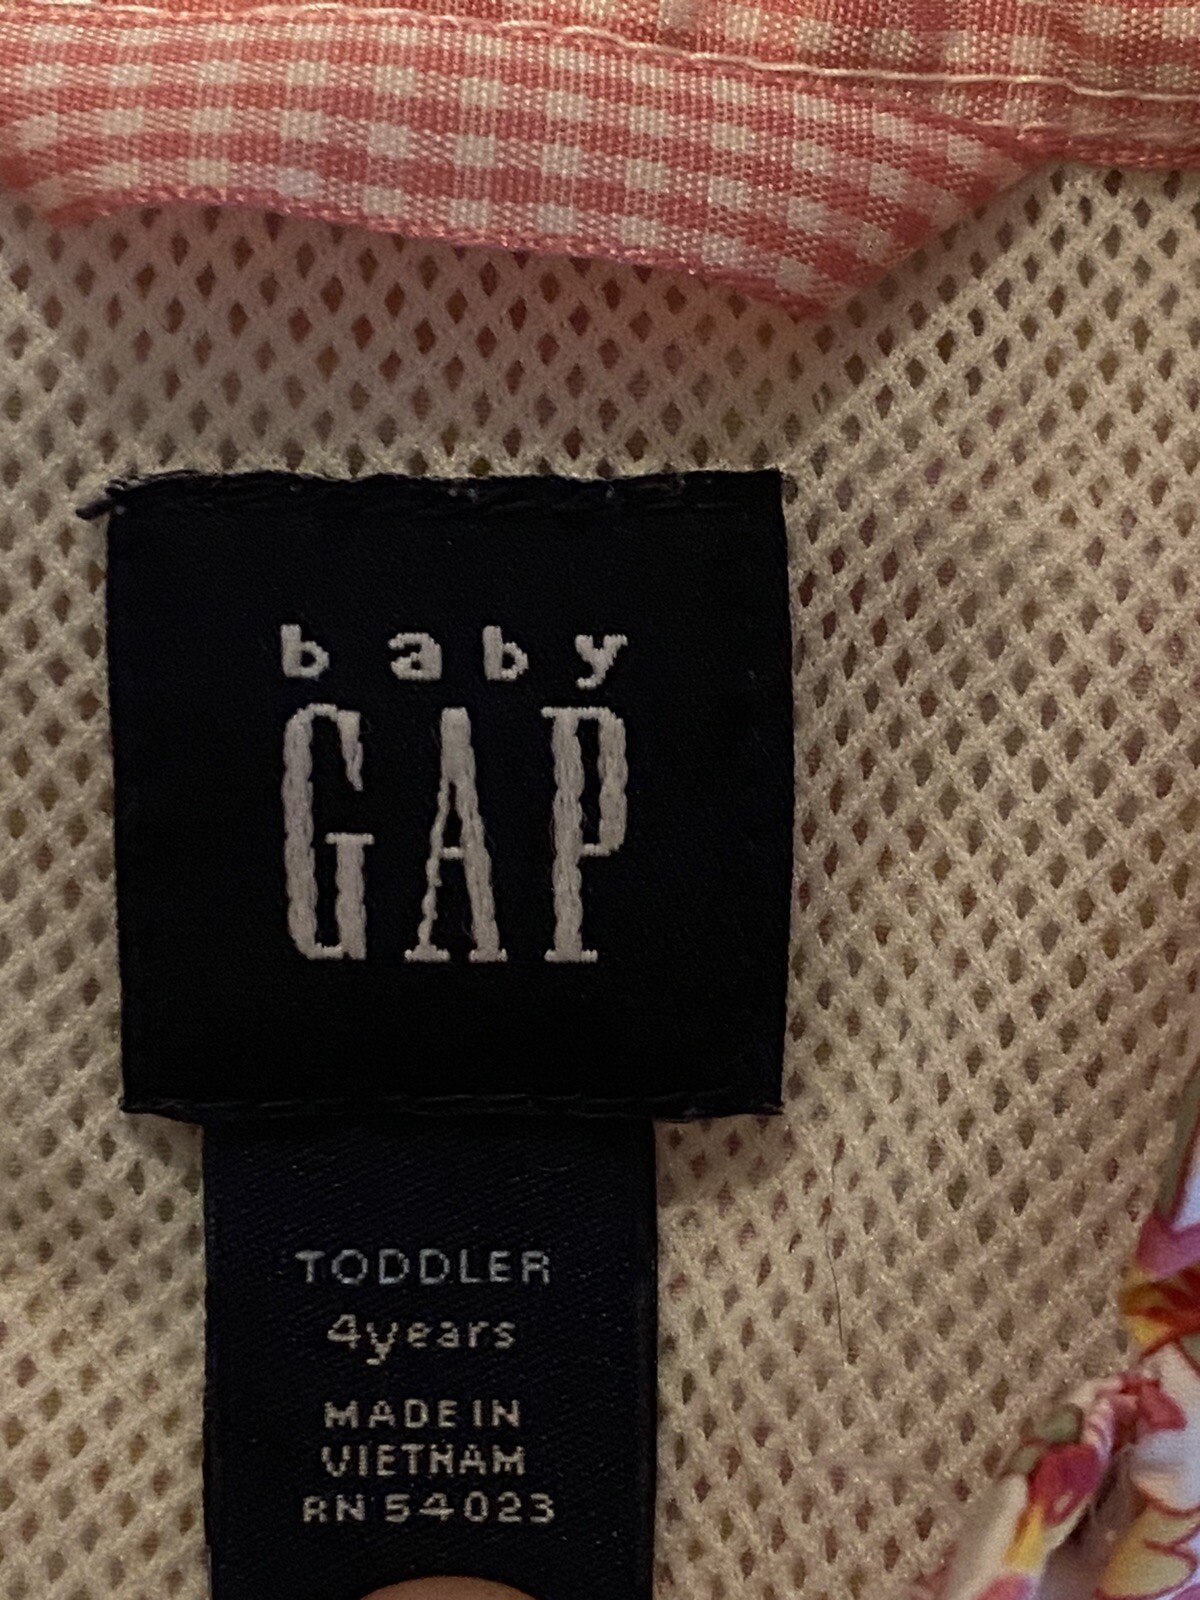 baby
GAP
TODDLER
4years
MADE IN
VIETNAM
RN 54023